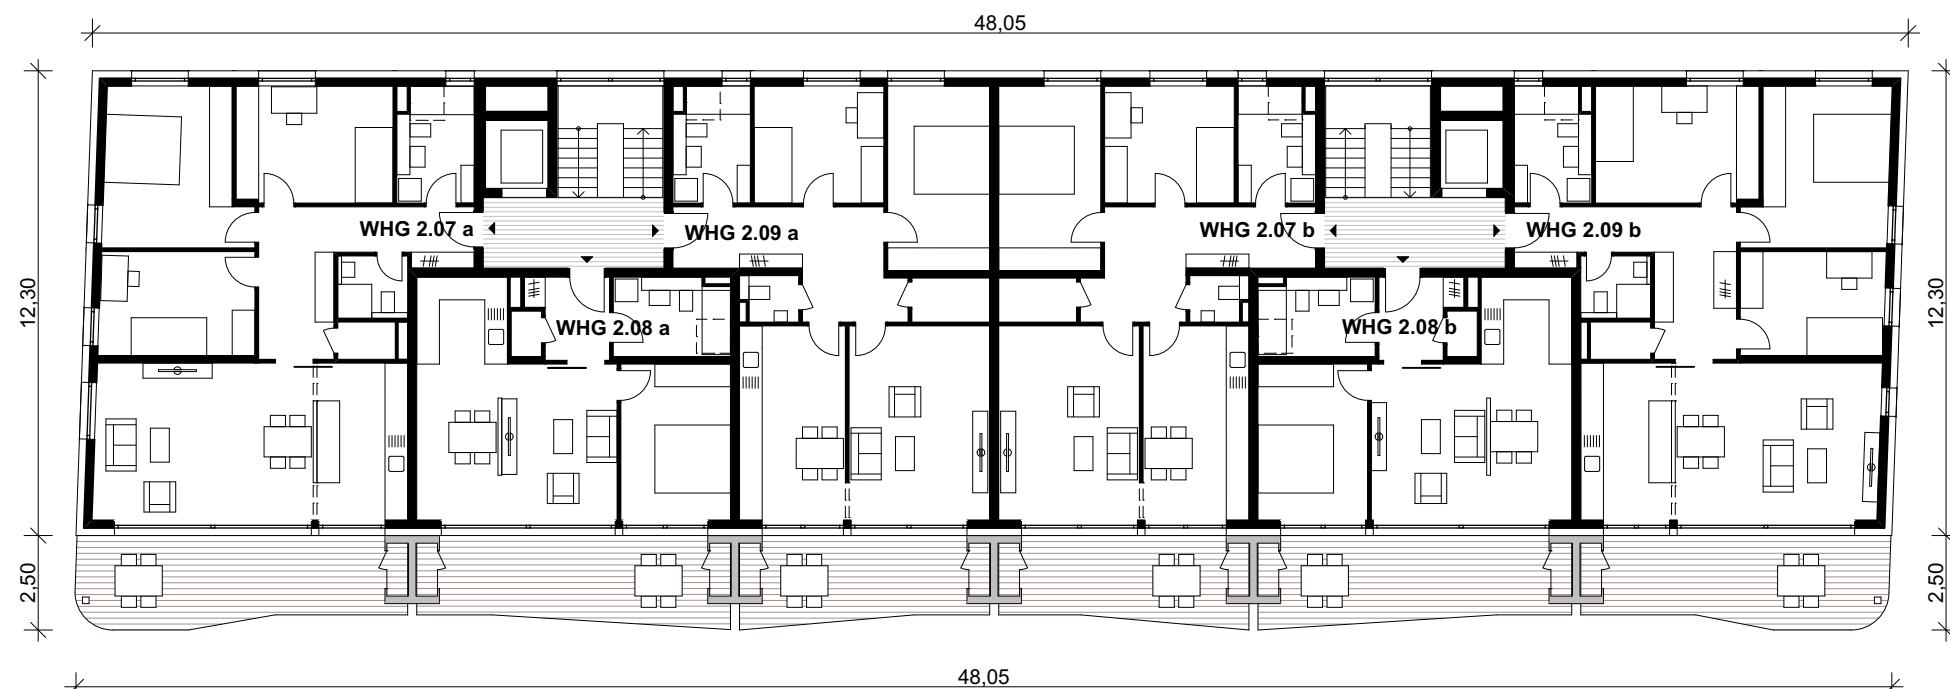 48,05
WHG 2.07 a
WHG 2.09 a
WHG 2.07 b
WHG 2.09 b
12,30
12,30
WHG 2.08 a
WHG 2.08 b
2,50
2,50
48,05